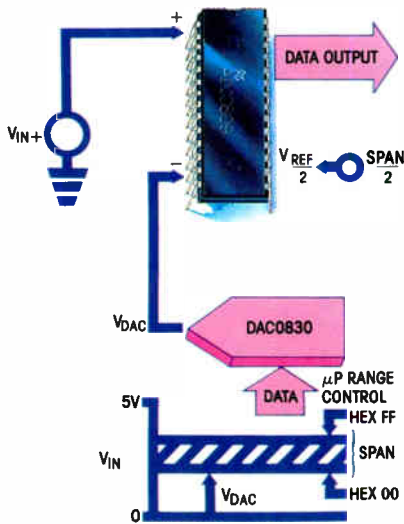 +
DATA OUTPUT
VIN+
−
VREF
2
SPAN
2
VDAC
DAC0830
DATA
μP RANGE
CONTROL
5V
HEX FF
VIN
SPAN
VDAC
HEX 00
0